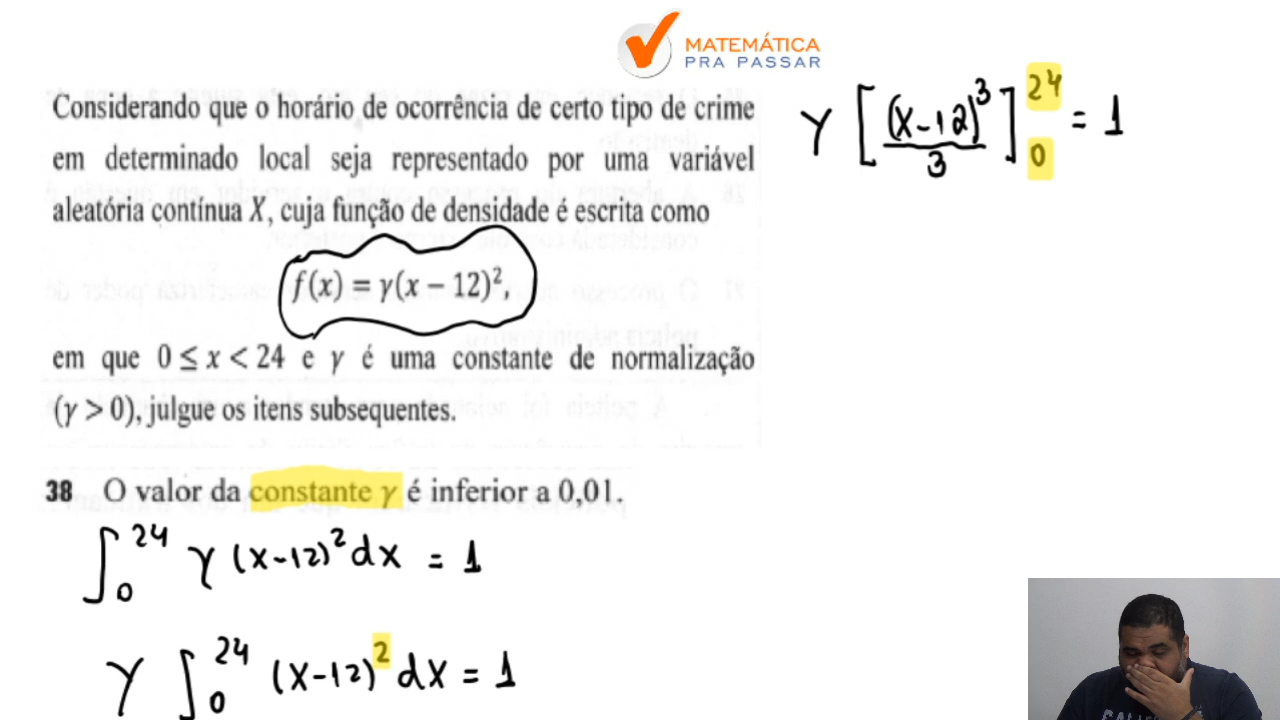 MATEMÁTICA
PRA PASSAR
Considerando que o horário de ocorrência de certo tipo de crime
em determinado local seja representado por uma variável
aleatória contínua X, cuja função de densidade é escrita como
f(x) = γ(x − 12)²,
em que 0 ≤ x < 24 e γ é uma constante de normalização
(γ > 0), julgue os itens subsequentes.
38 O valor da constante γ é inferior a 0,01.
∫₀²⁴ γ (x-12)² dx = 1
γ ∫₀²⁴ (x-12)² dx = 1
γ [(x-12)³/3]₀²⁴ = 1